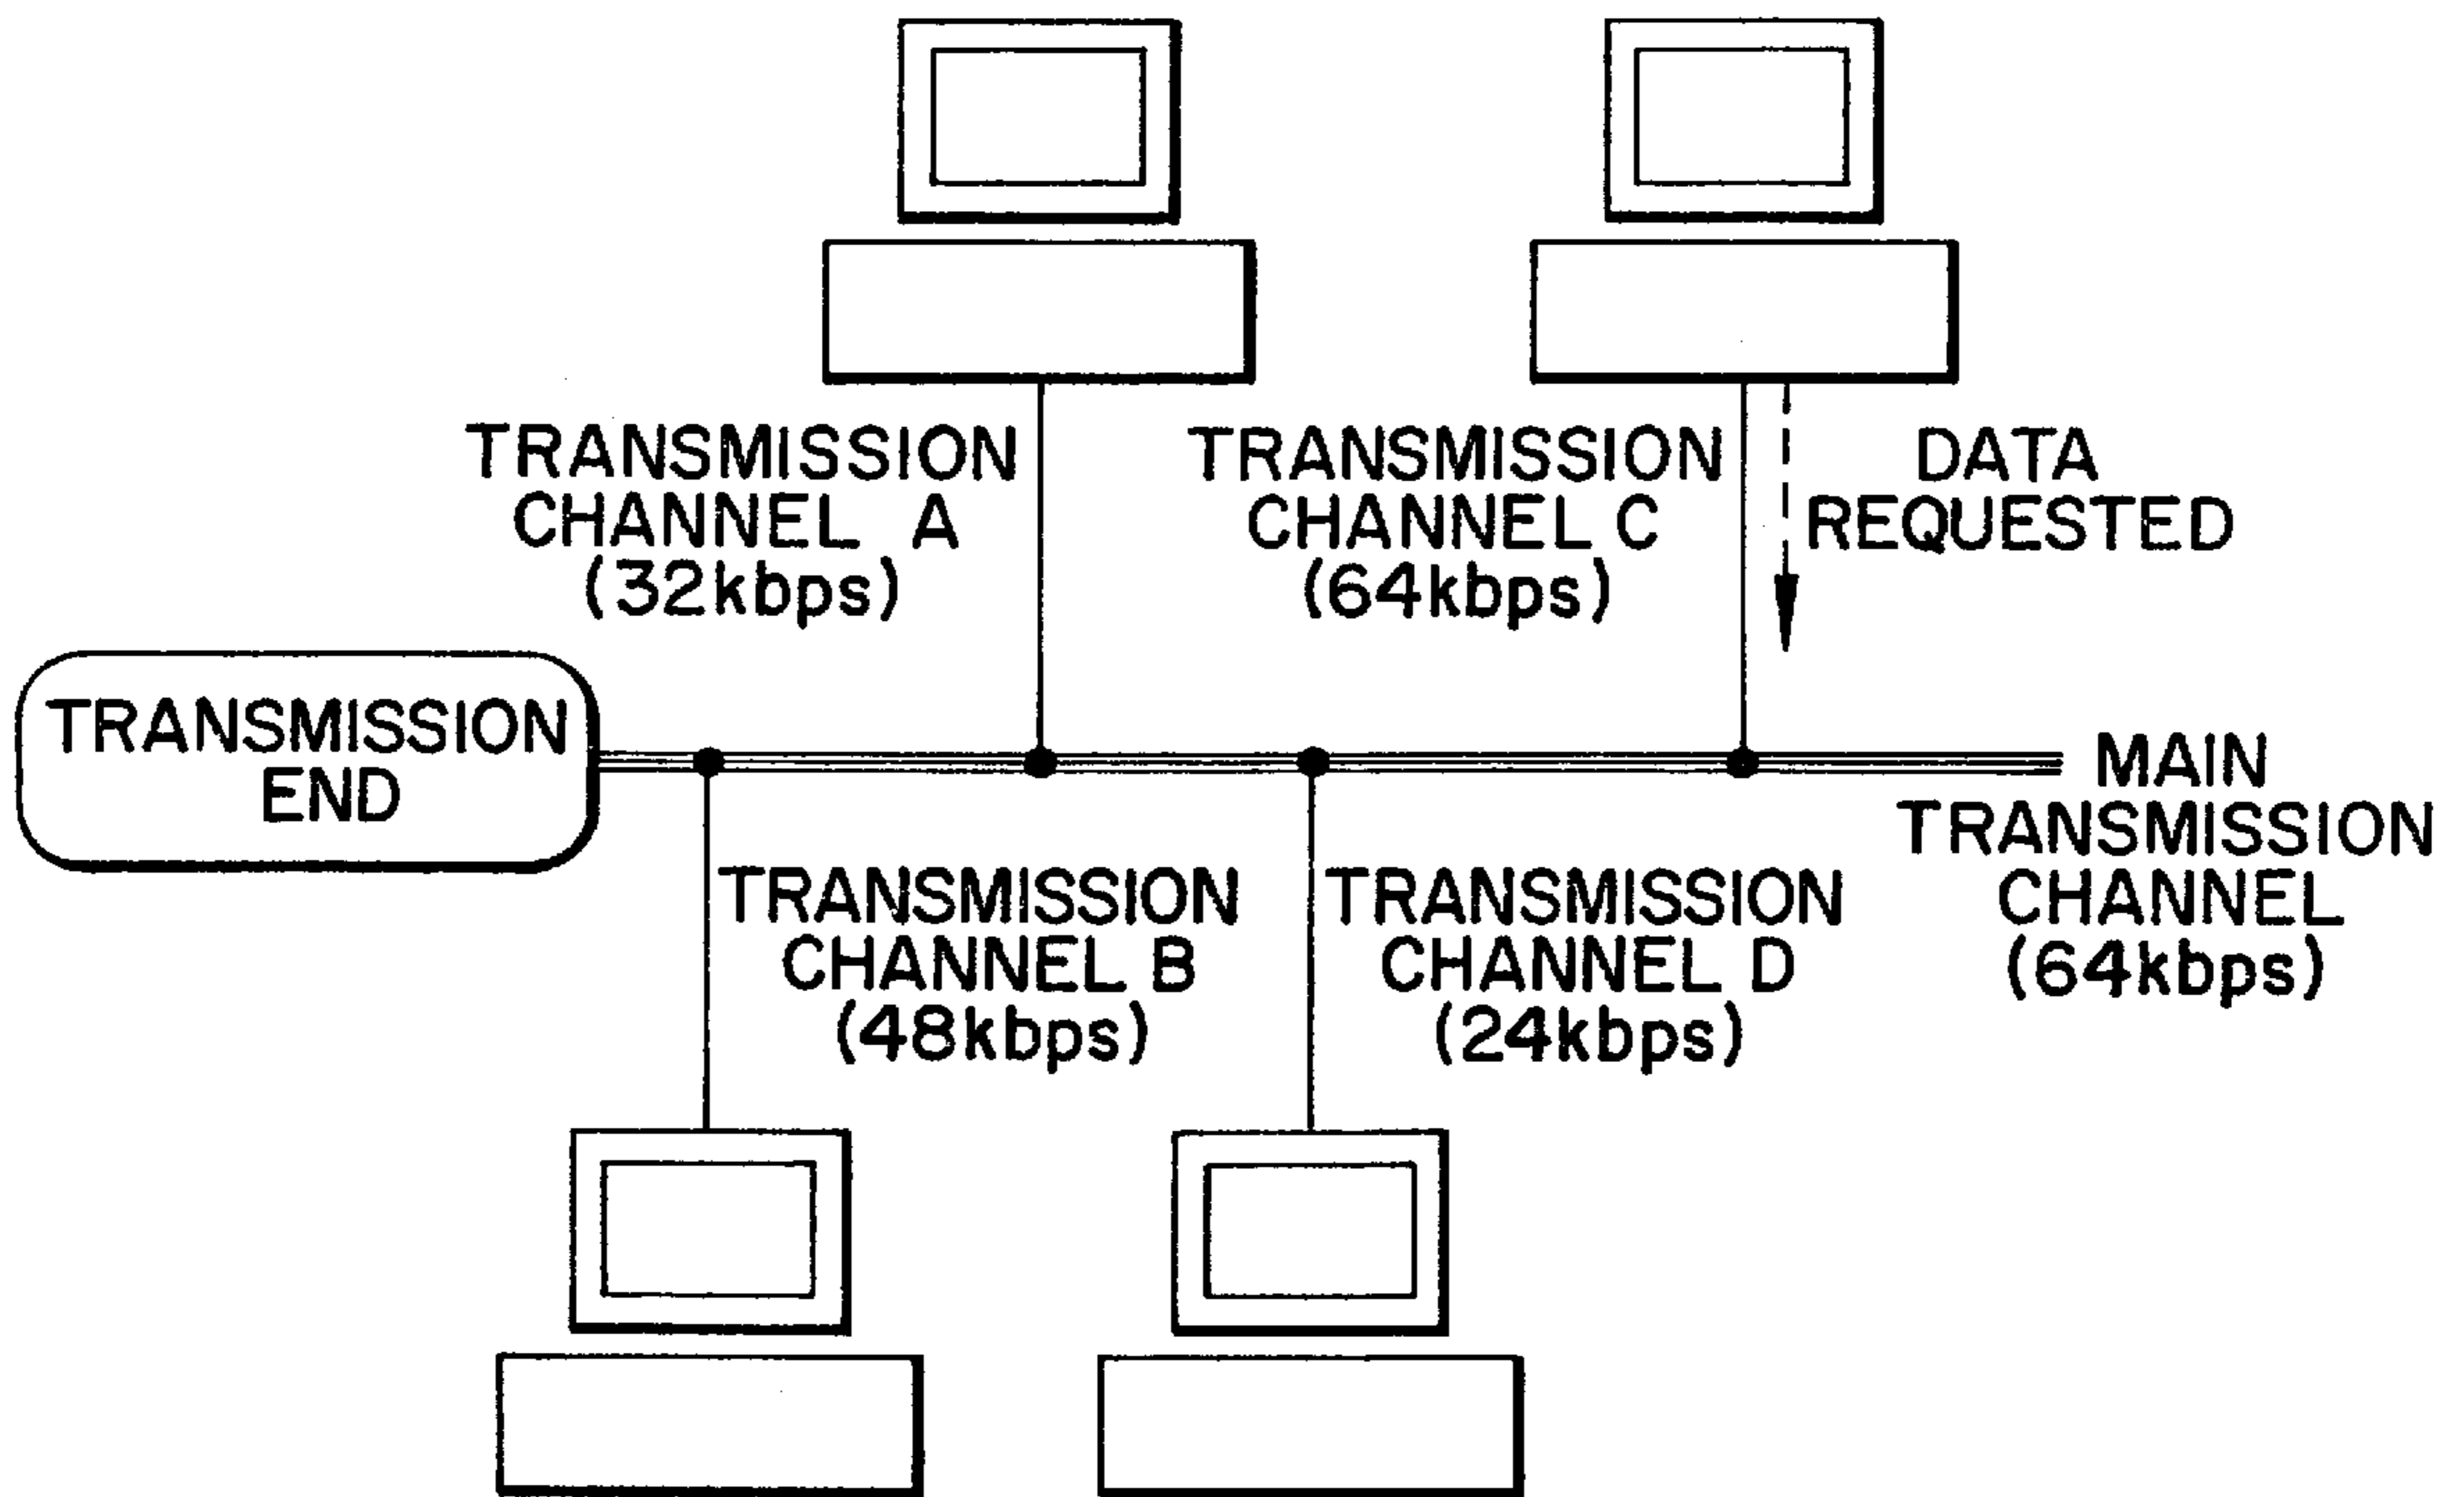 TRANSMISSION
CHANNEL A
(32kbps)
TRANSMISSION
CHANNEL C
(64kbps)
DATA
REQUESTED
TRANSMISSION
END
MAIN
TRANSMISSION
CHANNEL
(64kbps)
TRANSMISSION
CHANNEL B
(48kbps)
TRANSMISSION
CHANNEL D
(24kbps)